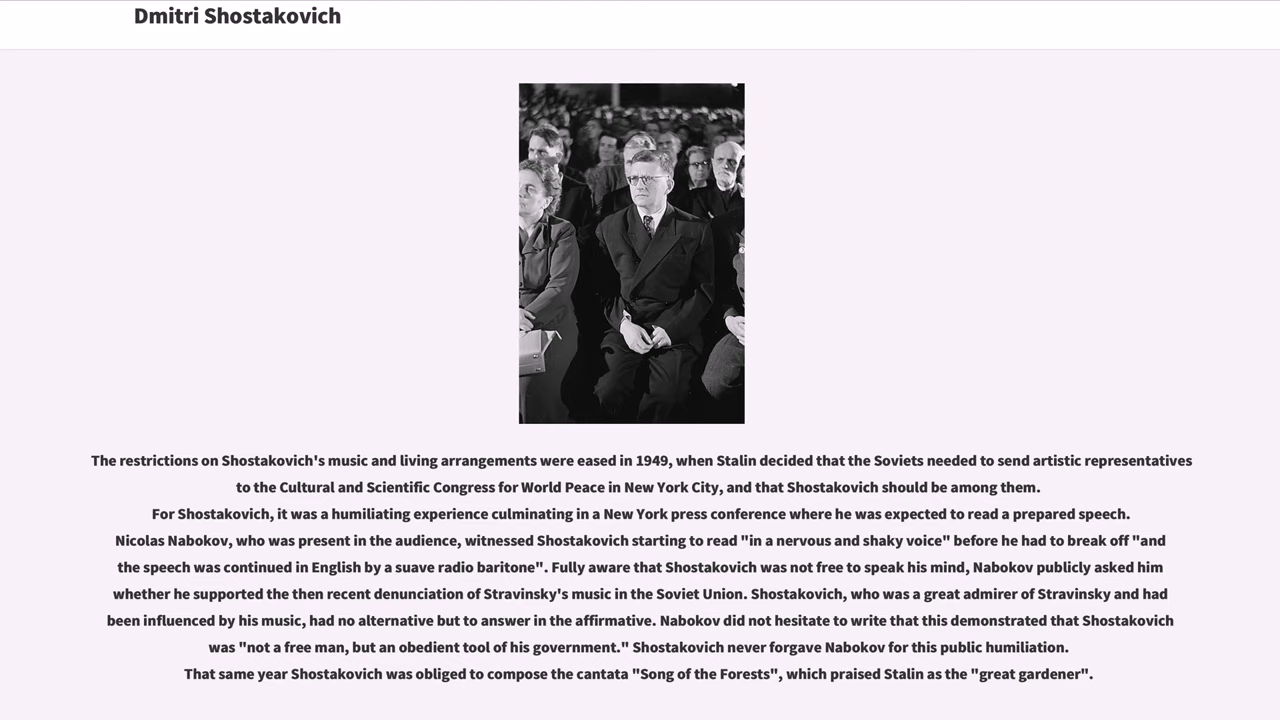 Dmitri Shostakovich
The restrictions on Shostakovich's music and living arrangements were eased in 1949, when Stalin decided that the Soviets needed to send artistic representatives
to the Cultural and Scientific Congress for World Peace in New York City, and that Shostakovich should be among them.
For Shostakovich, it was a humiliating experience culminating in a New York press conference where he was expected to read a prepared speech.
Nicolas Nabokov, who was present in the audience, witnessed Shostakovich starting to read "in a nervous and shaky voice" before he had to break off "and
the speech was continued in English by a suave radio baritone". Fully aware that Shostakovich was not free to speak his mind, Nabokov publicly asked him
whether he supported the then recent denunciation of Stravinsky's music in the Soviet Union. Shostakovich, who was a great admirer of Stravinsky and had
been influenced by his music, had no alternative but to answer in the affirmative. Nabokov did not hesitate to write that this demonstrated that Shostakovich
was "not a free man, but an obedient tool of his government." Shostakovich never forgave Nabokov for this public humiliation.
That same year Shostakovich was obliged to compose the cantata "Song of the Forests", which praised Stalin as the "great gardener".